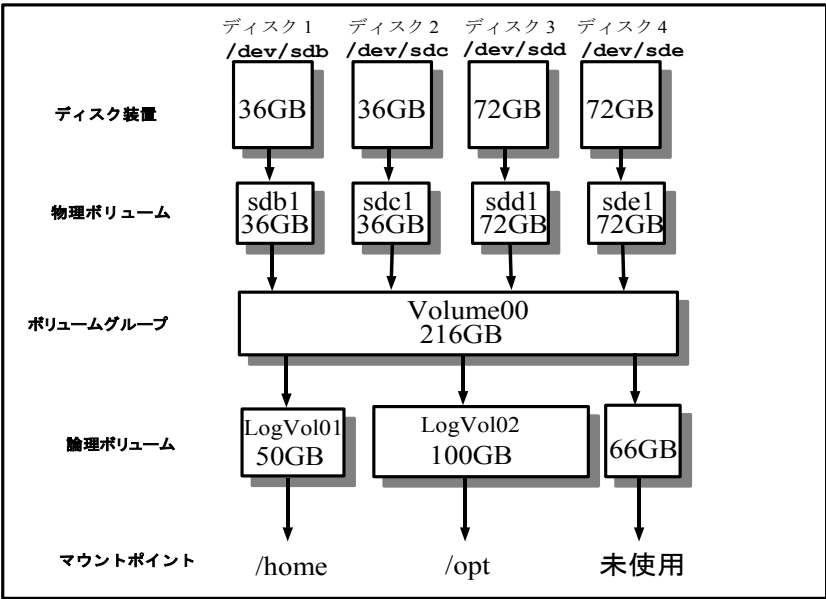 ディスク 1 ディスク 2 ディスク 3 ディスク 4
/dev/sdb /dev/sdc /dev/sdd /dev/sde
ディスク装置 36GB 36GB 72GB 72GB
物理ボリューム
sdb1 sdc1 sdd1 sde1
36GB 36GB 72GB 72GB
ボリュームグループ
Volume00
216GB
論理ボリューム
LogVol01
50GB
LogVol02
100GB
66GB
マウントポイント /home /opt 未使用